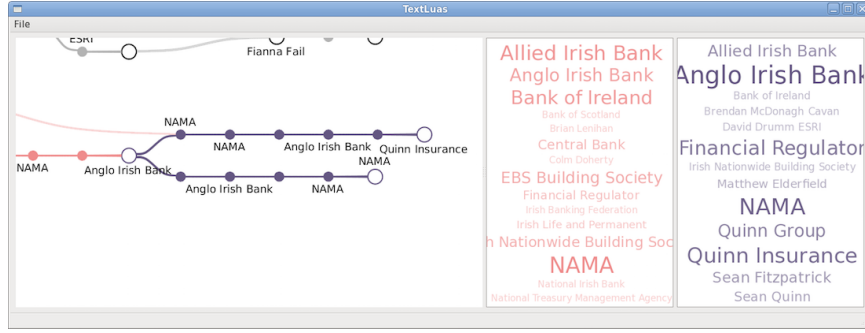 TextLuas
File
ESRI
Fianna Fail
NAMA
NAMA
Anglo Irish Bank
NAMA
Quinn Insurance
NAMA
Anglo Irish Bank
Anglo Irish Bank
NAMA
Allied Irish Bank
Anglo Irish Bank
Bank of Ireland
Bank of Scotland
Brian Lenihan
Central Bank
Colm Doherty
EBS Building Society
Financial Regulator
Irish Banking Federation
Irish Life and Permanent
h Nationwide Building Soc
NAMA
National Irish Bank
National Treasury Management Agency
Allied Irish Bank
Anglo Irish Bank
Bank of Ireland
Brendan McDonagh Cavan
David Drumm ESRI
Financial Regulator
Irish Nationwide Building Society
Matthew Elderfield
NAMA
Quinn Group
Quinn Insurance
Sean Fitzpatrick
Sean Quinn